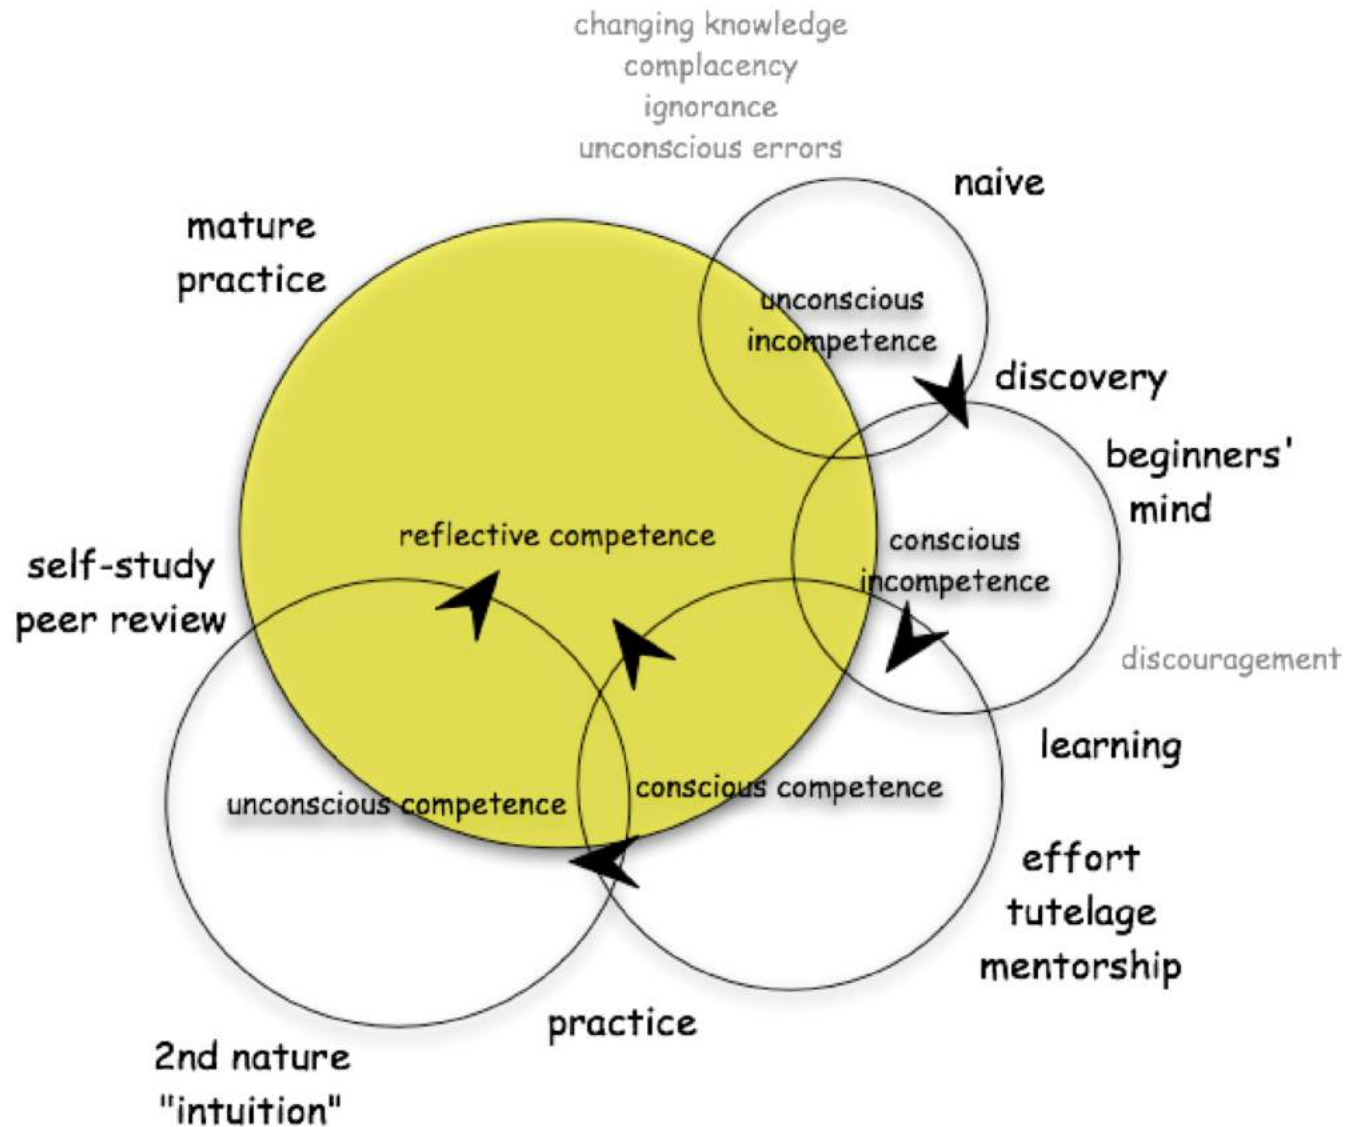 changing knowledge
complacency
ignorance
unconscious errors
naive
mature
practice
unconscious
incompetence
discovery
beginners'
mind
reflective competence
conscious
incompetence
self-study
peer review
discouragement
learning
unconscious competence
conscious competence
effort
tutelage
mentorship
practice
2nd nature
"intuition"